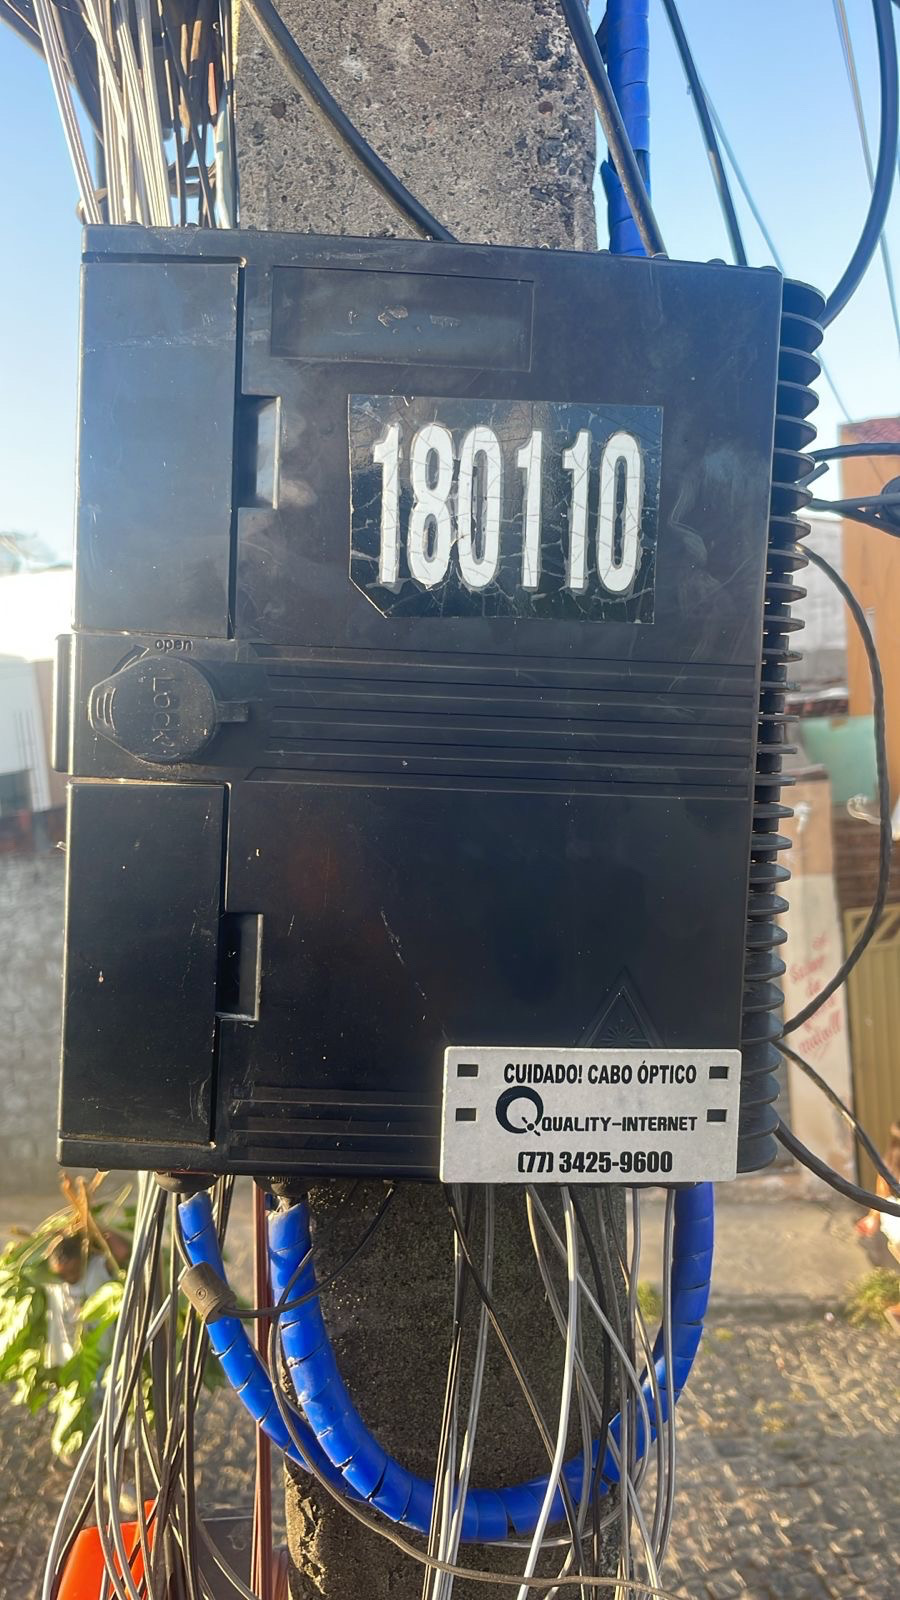 180110
open
LOCK
CUIDADO! CABO ÓPTICO
QUALITY-INTERNET
(77) 3425-9600